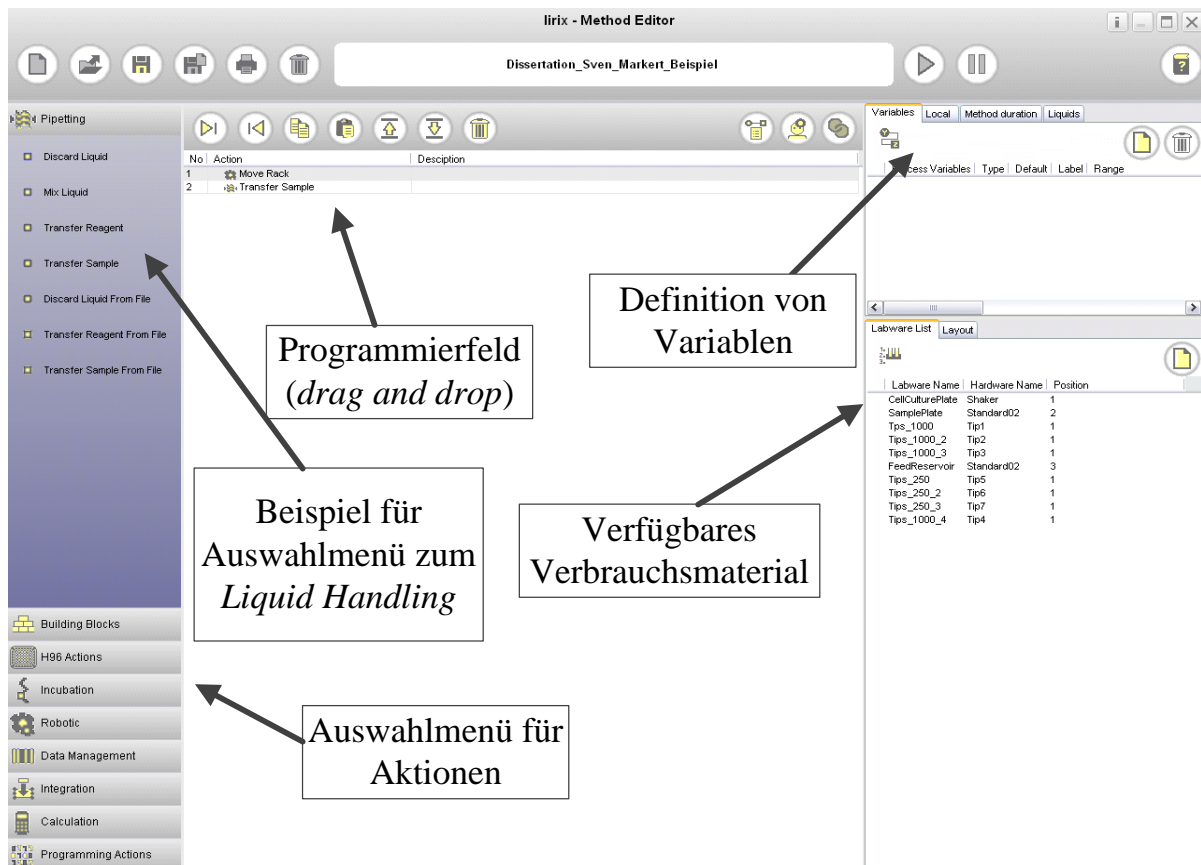 lirix - Method Editor
Dissertation_Sven_Markert_Beispiel
Pipetting
Discard Liquid
Mix Liquid
Transfer Reagent
Transfer Sample
Discard Liquid From File
Transfer Reagent From File
Transfer Sample From File
Building Blocks
H96 Actions
Incubation
Robotic
Data Management
Integration
Calculation
Programming Actions
No Action Desciption
1 Move Rack
2 Transfer Sample
Programmierfeld
(drag and drop)
Beispiel für
Auswahlmenü zum
Liquid Handling
Auswahlmenü für
Aktionen
Definition von
Variablen
Verfügbares
Verbrauchsmaterial
Variables Local Method duration Liquids
Variables Type Default Label Range
Labware List Layout
Labware Name Hardware Name Position
CellCulturePlate Shaker 1
SamplePlate Standard02 2
Tps_1000 Tip1 1
Tips_1000_2 Tip2 1
Tips_1000_3 Tip3 1
FeedReservoir Standard02 3
Tips_250 Tip5 1
Tips_250_2 Tip6 1
Tips_250_3 Tip7 1
Tips_1000_4 Tip4 1